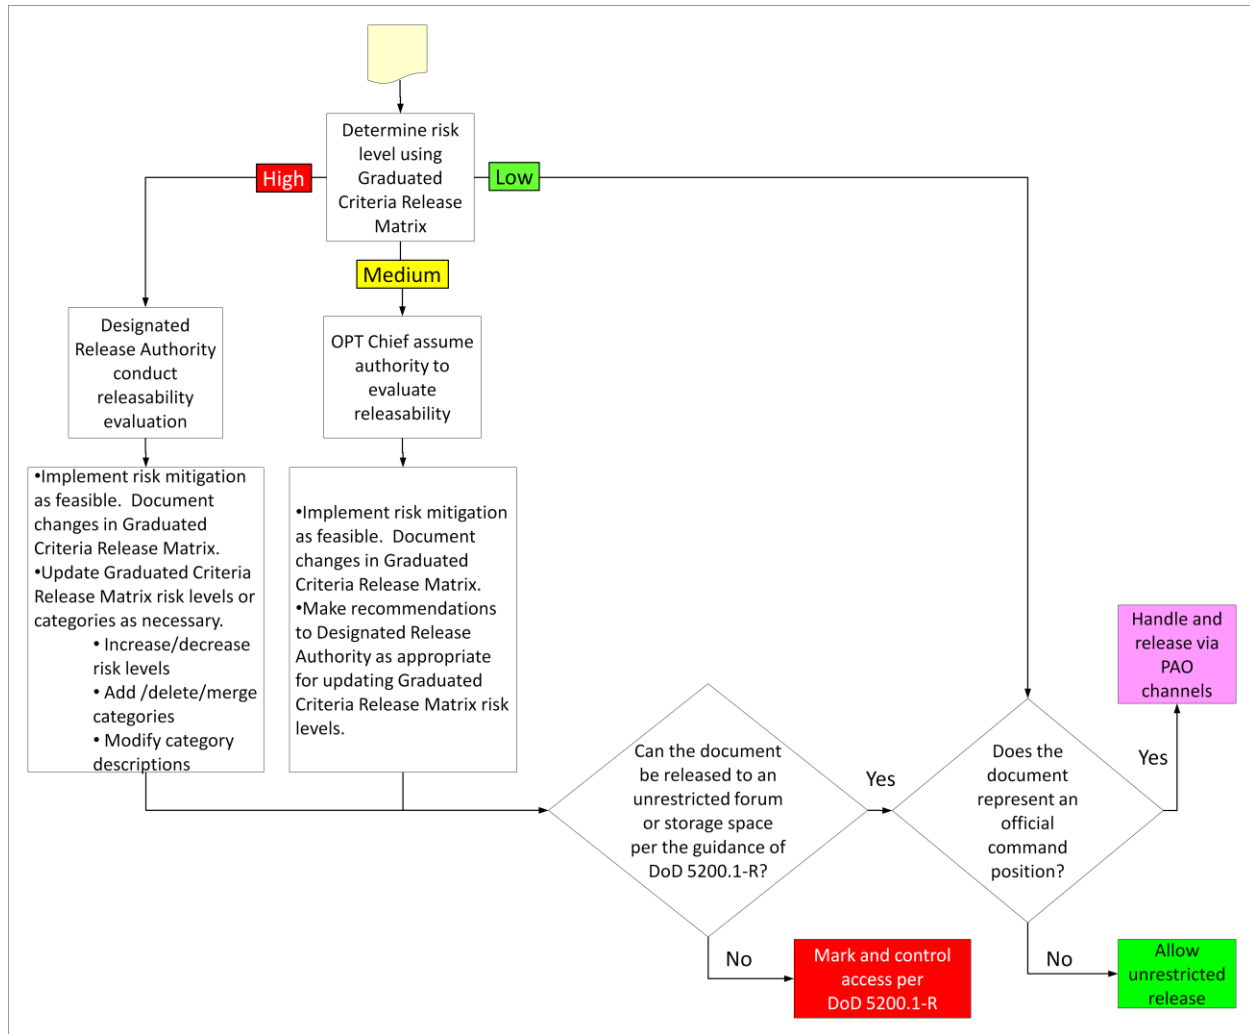 Determine risk
level using
Graduated
Criteria Release
Matrix
High
Low
Medium
Designated
Release Authority
conduct
releasability
evaluation
OPT Chief assume
authority to
evaluate
releasability
•Implement risk mitigation
as feasible.  Document
changes in Graduated
Criteria Release Matrix.
•Update Graduated Criteria
Release Matrix risk levels or
categories as necessary.
• Increase/decrease
risk levels
• Add /delete/merge
categories
• Modify category
descriptions
•Implement risk mitigation
as feasible.  Document
changes in Graduated
Criteria Release Matrix.
•Make recommendations
to Designated Release
Authority as appropriate
for updating Graduated
Criteria Release Matrix risk
levels.
Can the document
be released to an
unrestricted forum
or storage space
per the guidance of
DoD 5200.1-R?
Yes
No
Mark and control
access per
DoD 5200.1-R
Does the
document
represent an
official
command
position?
Yes
Handle and
release via
PAO
channels
No
Allow
unrestricted
release